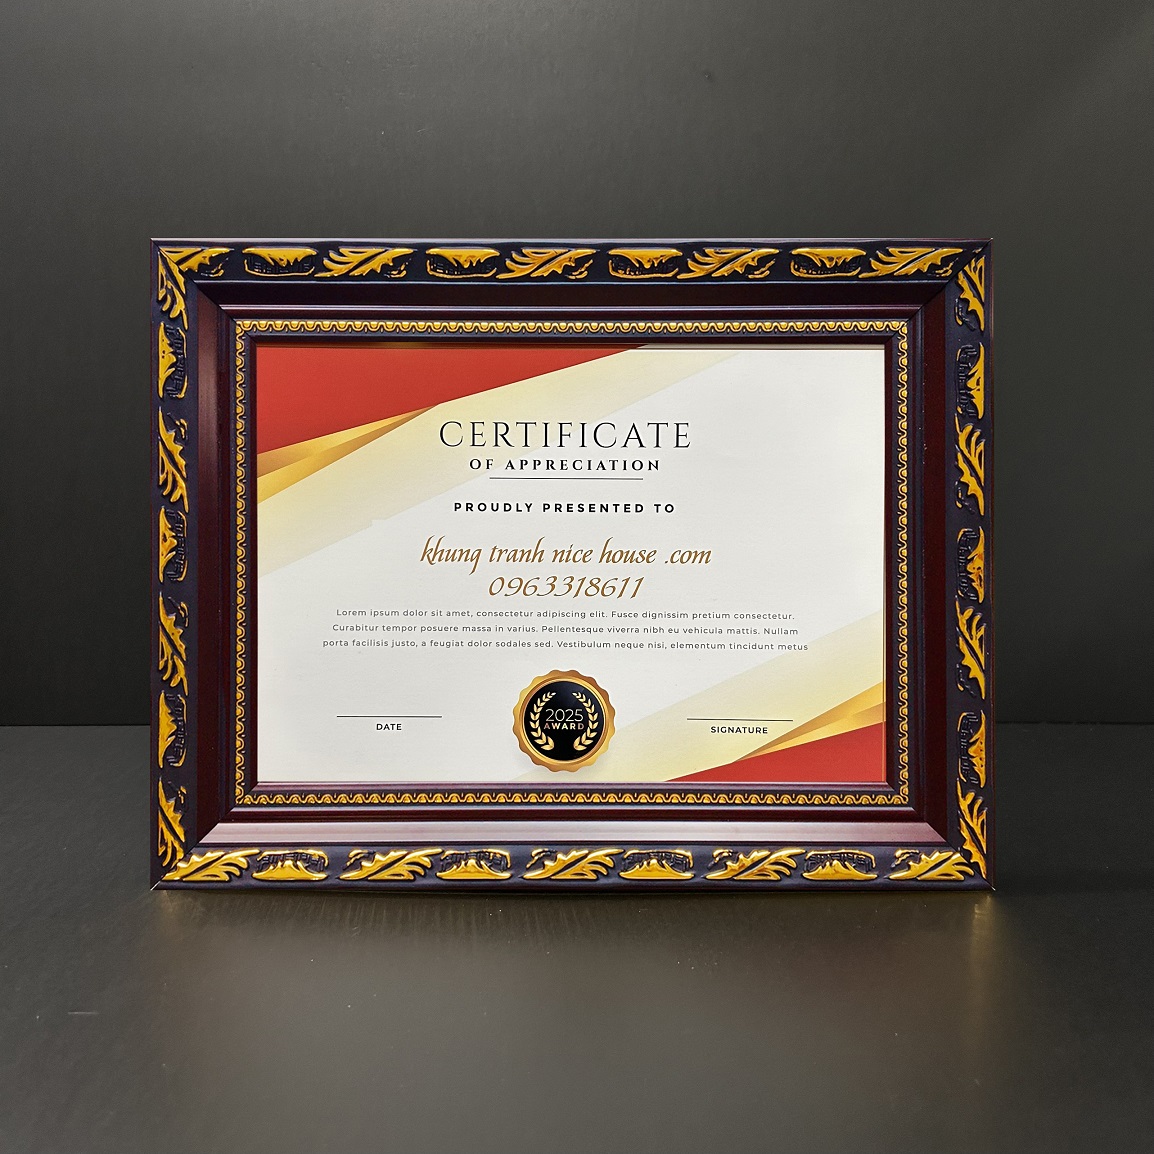 CERTIFICATE
OF APPRECIATION
PROUDLY PRESENTED TO
khung tranh nice house .com
0963318611
Lorem ipsum dolor sit amet, consectetur adipiscing elit. Fusce dignissim pretium consectetur.
Curabitur tempor posuere massa in varius. Pellentesque viverra nibh eu vehicula mattis. Nullam
porta facilisis justo, a feugiat dolor sodales sed. Vestibulum neque nisi, elementum tincidunt metus
2025
AWARD
DATE
SIGNATURE